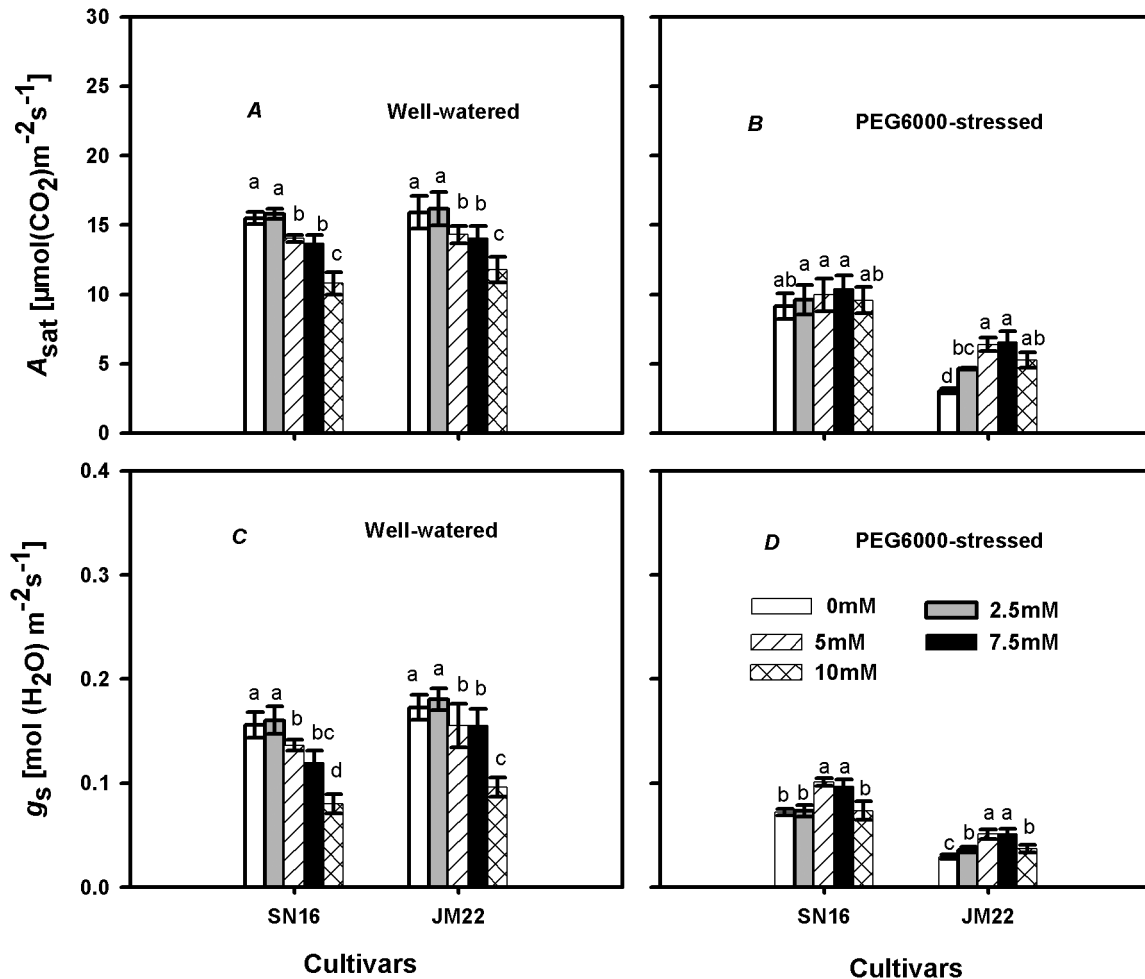 30
25
20
15
10
5
0
A_sat [µmol(CO₂)m⁻²s⁻¹]
A Well-watered
a a b b c
a a b b c
B PEG6000-stressed
ab a a a ab
d bc a a ab
0.4
0.3
0.2
0.1
0.0
g_s [mol (H₂O) m⁻²s⁻¹]
C Well-watered
a a b bc d
a a b b c
D PEG6000-stressed
0mM 2.5mM
5mM 7.5mM
10mM
b b a a b
c b a a b
SN16 JM22
SN16 JM22
Cultivars
Cultivars